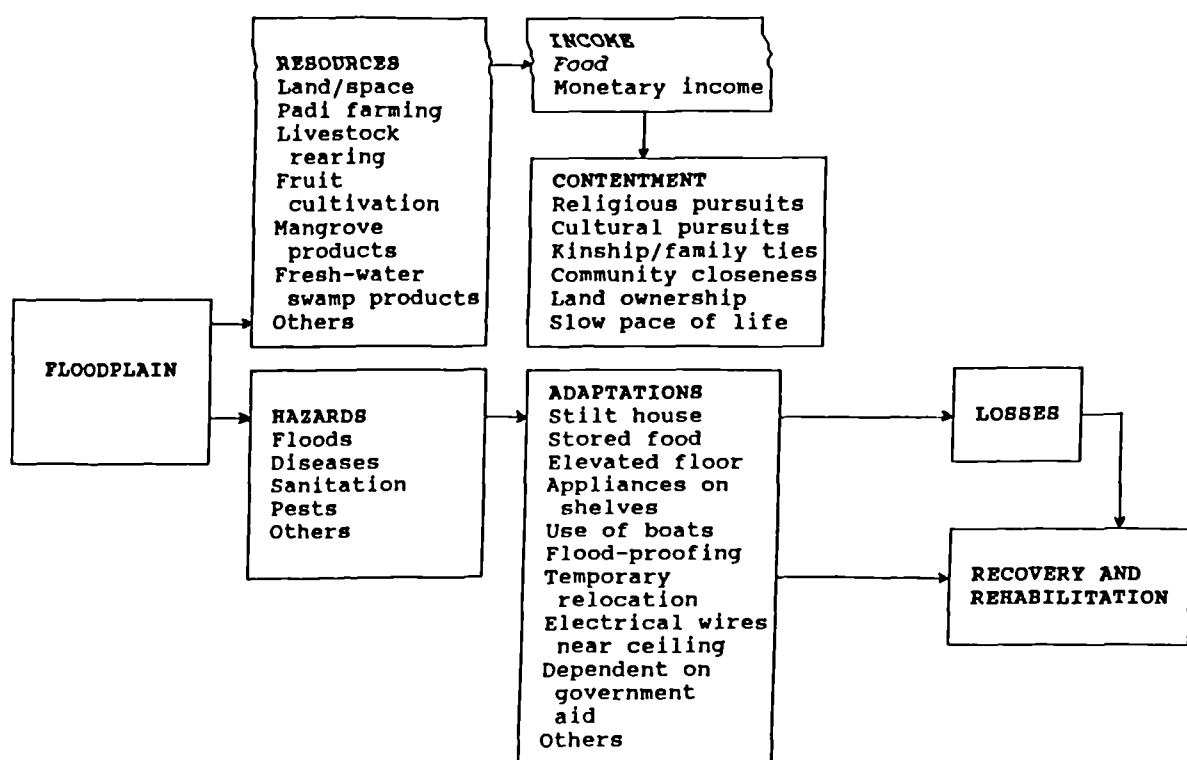 FLOODPLAIN
RESOURCES
Land/space
Padi farming
Livestock
rearing
Fruit
cultivation
Mangrove
products
Fresh-water
swamp products
Others
INCOME
Food
Monetary income
CONTENTMENT
Religious pursuits
Cultural pursuits
Kinship/family ties
Community closeness
Land ownership
Slow pace of life
HAZARDS
Floods
Diseases
Sanitation
Pests
Others
ADAPTATIONS
Stilt house
Stored food
Elevated floor
Appliances on
shelves
Use of boats
Flood-proofing
Temporary
relocation
Electrical wires
near ceiling
Dependent on
government
aid
Others
LOSSES
RECOVERY AND
REHABILITATION